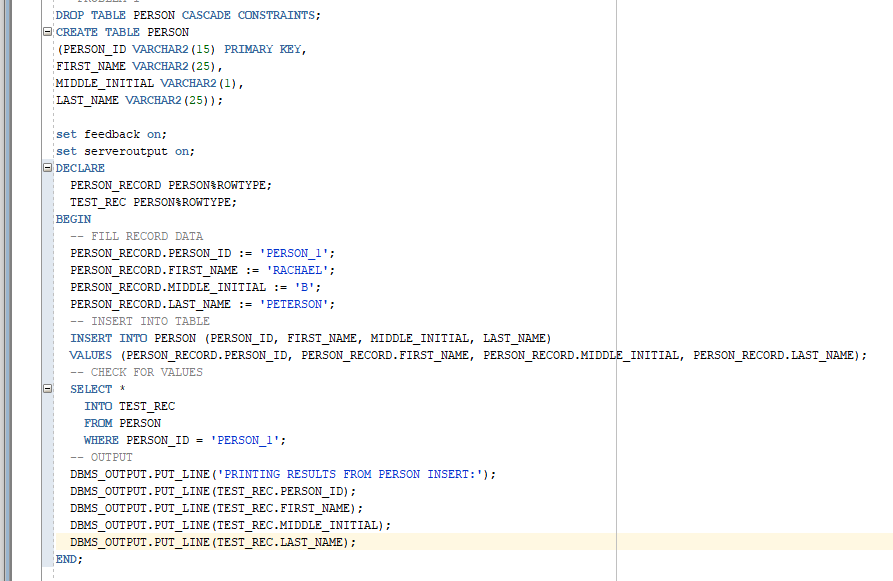 DROP TABLE PERSON CASCADE CONSTRAINTS;
CREATE TABLE PERSON
(PERSON_ID VARCHAR2(15) PRIMARY KEY,
FIRST_NAME VARCHAR2(25),
MIDDLE_INITIAL VARCHAR2(1),
LAST_NAME VARCHAR2(25));
set feedback on;
set serveroutput on;
DECLARE
PERSON_RECORD PERSON%ROWTYPE;
TEST_REC PERSON%ROWTYPE;
BEGIN
-- FILL RECORD DATA
PERSON_RECORD.PERSON_ID := 'PERSON_1';
PERSON_RECORD.FIRST_NAME := 'RACHAEL';
PERSON_RECORD.MIDDLE_INITIAL := 'B';
PERSON_RECORD.LAST_NAME := 'PETERSON';
-- INSERT INTO TABLE
INSERT INTO PERSON (PERSON_ID, FIRST_NAME, MIDDLE_INITIAL, LAST_NAME)
VALUES (PERSON_RECORD.PERSON_ID, PERSON_RECORD.FIRST_NAME, PERSON_RECORD.MIDDLE_INITIAL, PERSON_RECORD.LAST_NAME);
-- CHECK FOR VALUES
SELECT *
INTO TEST_REC
FROM PERSON
WHERE PERSON_ID = 'PERSON_1';
-- OUTPUT
DBMS_OUTPUT.PUT_LINE('PRINTING RESULTS FROM PERSON INSERT:');
DBMS_OUTPUT.PUT_LINE(TEST_REC.PERSON_ID);
DBMS_OUTPUT.PUT_LINE(TEST_REC.FIRST_NAME);
DBMS_OUTPUT.PUT_LINE(TEST_REC.MIDDLE_INITIAL);
DBMS_OUTPUT.PUT_LINE(TEST_REC.LAST_NAME);
END;